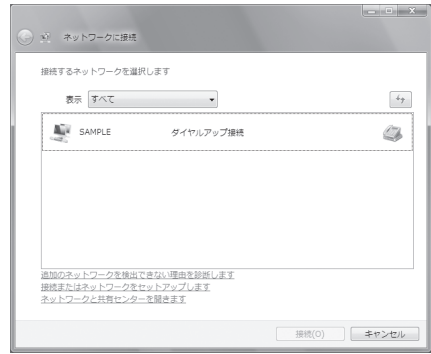 ネットワークに接続
接続するネットワークを選択します
表示 すべて
SAMPLE ダイヤルアップ接続
追加のネットワークを検出できない理由を診断します
接続またはネットワークをセットアップします
ネットワークと共有センターを開きます
接続(O) キャンセル